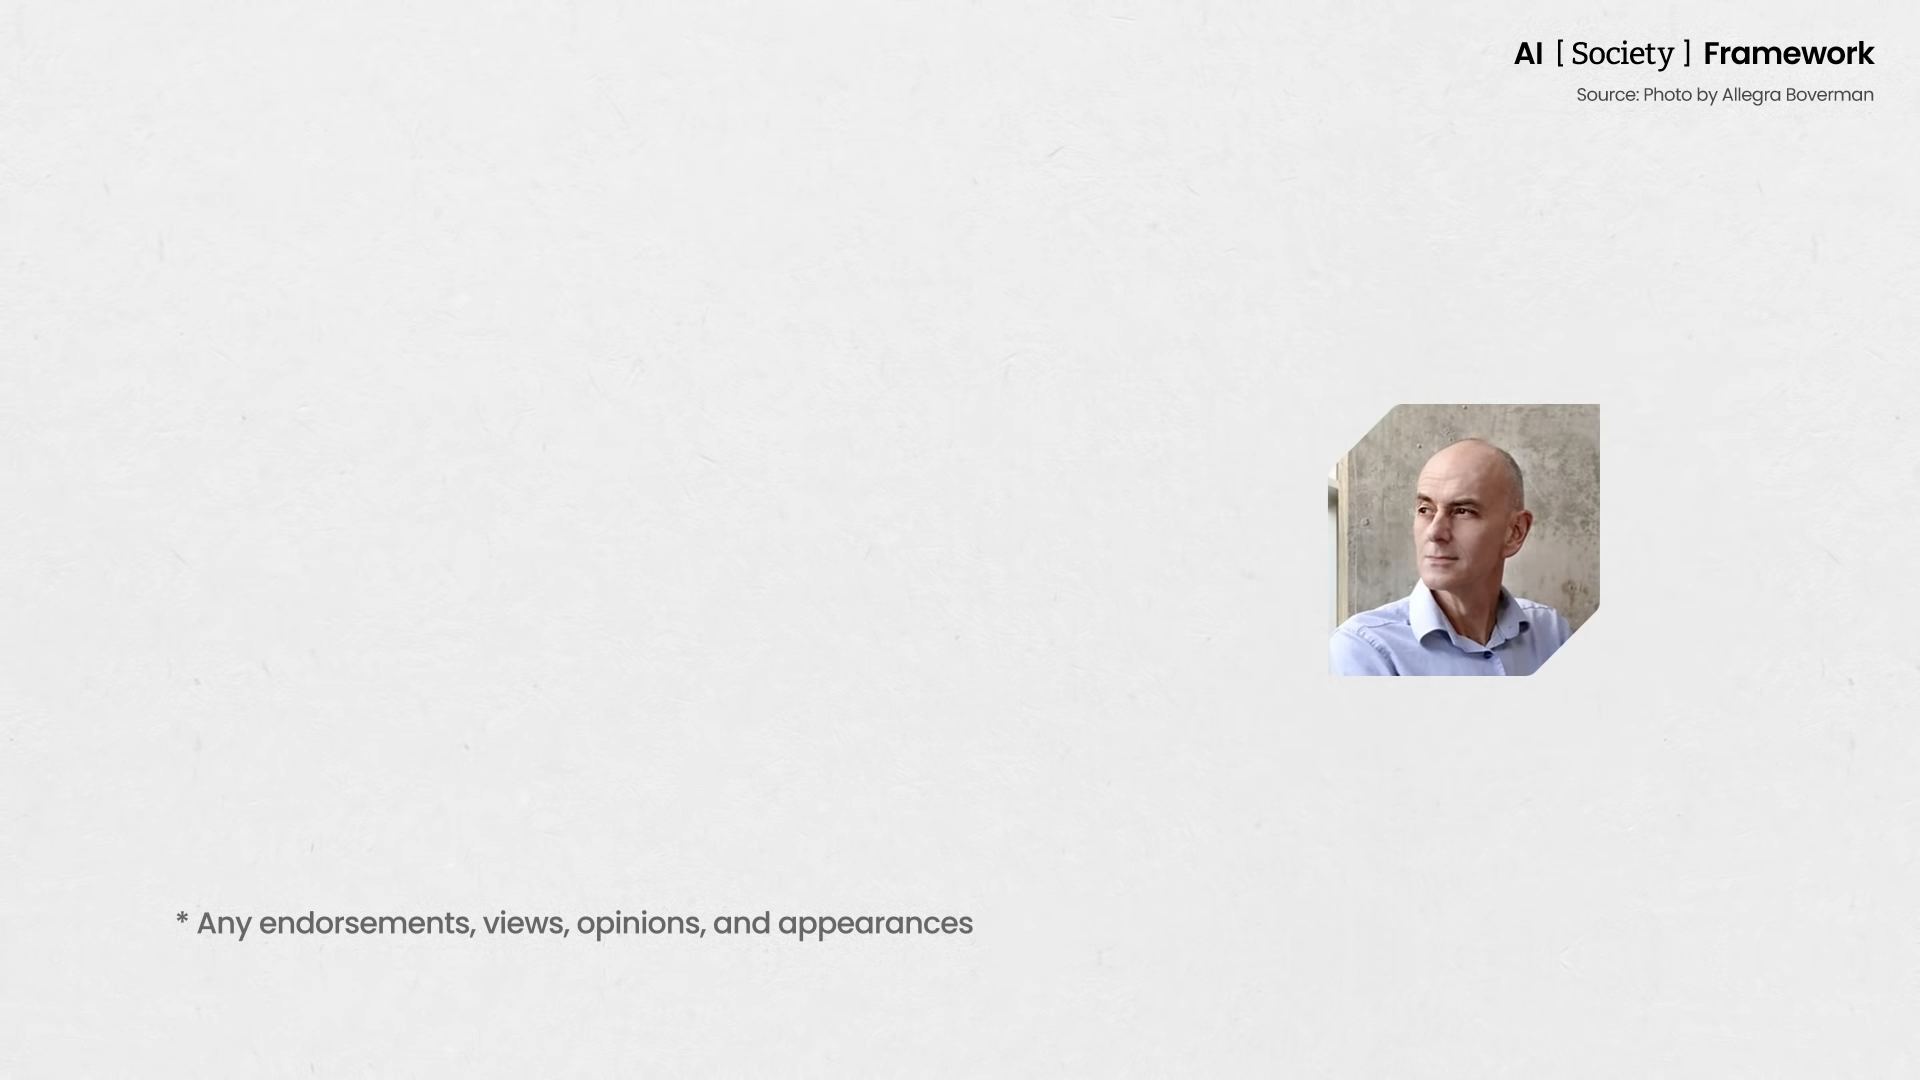 AI [ Society ] Framework
Source: Photo by Allegra Boverman
* Any endorsements, views, opinions, and appearances